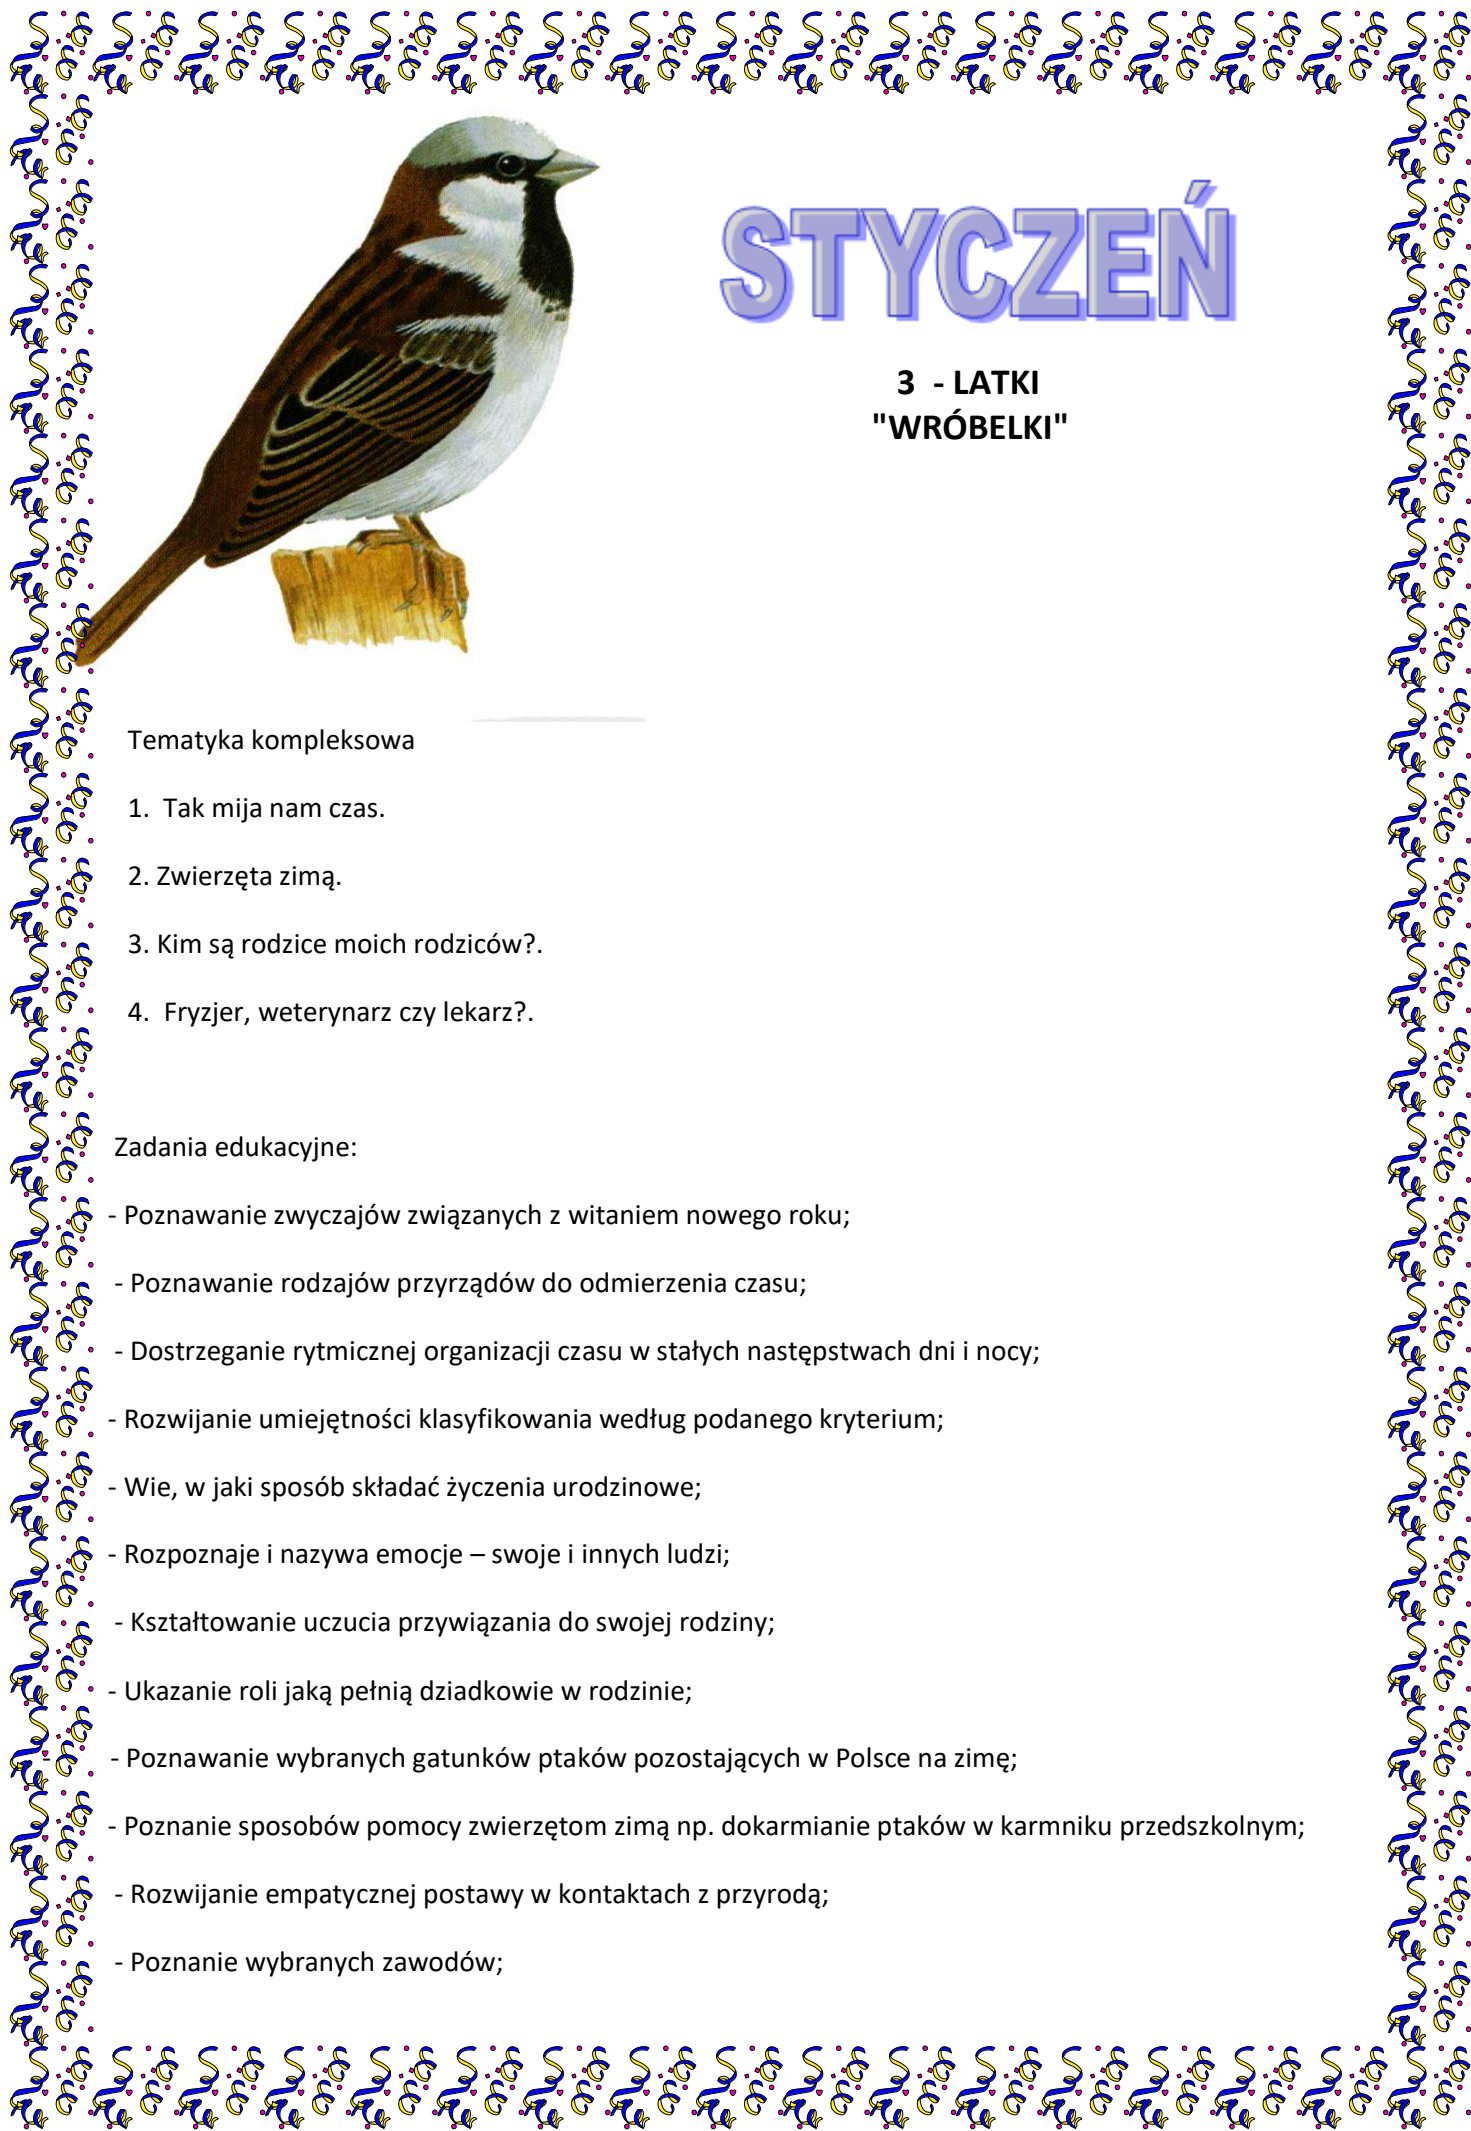 STYCZEŃ
3 - LATKI
"WRÓBELKI"
Tematyka kompleksowa
1. Tak mija nam czas.
2. Zwierzęta zimą.
3. Kim są rodzice moich rodziców?.
4. Fryzjer, weterynarz czy lekarz?.
Zadania edukacyjne:
- Poznawanie zwyczajów związanych z witaniem nowego roku;
- Poznawanie rodzajów przyrządów do odmierzenia czasu;
- Dostrzeganie rytmicznej organizacji czasu w stałych następstwach dni i nocy;
- Rozwijanie umiejętności klasyfikowania według podanego kryterium;
- Wie, w jaki sposób składać życzenia urodzinowe;
- Rozpoznaje i nazywa emocje – swoje i innych ludzi;
- Kształtowanie uczucia przywiązania do swojej rodziny;
- Ukazanie roli jaką pełnią dziadkowie w rodzinie;
- - Poznawanie wybranych gatunków ptaków pozostających w Polsce na zimę;
- Poznanie sposobów pomocy zwierzętom zimą np. dokarmianie ptaków w karmniku przedszkolnym;
- Rozwijanie empatycznej postawy w kontaktach z przyrodą;
- Poznanie wybranych zawodów;